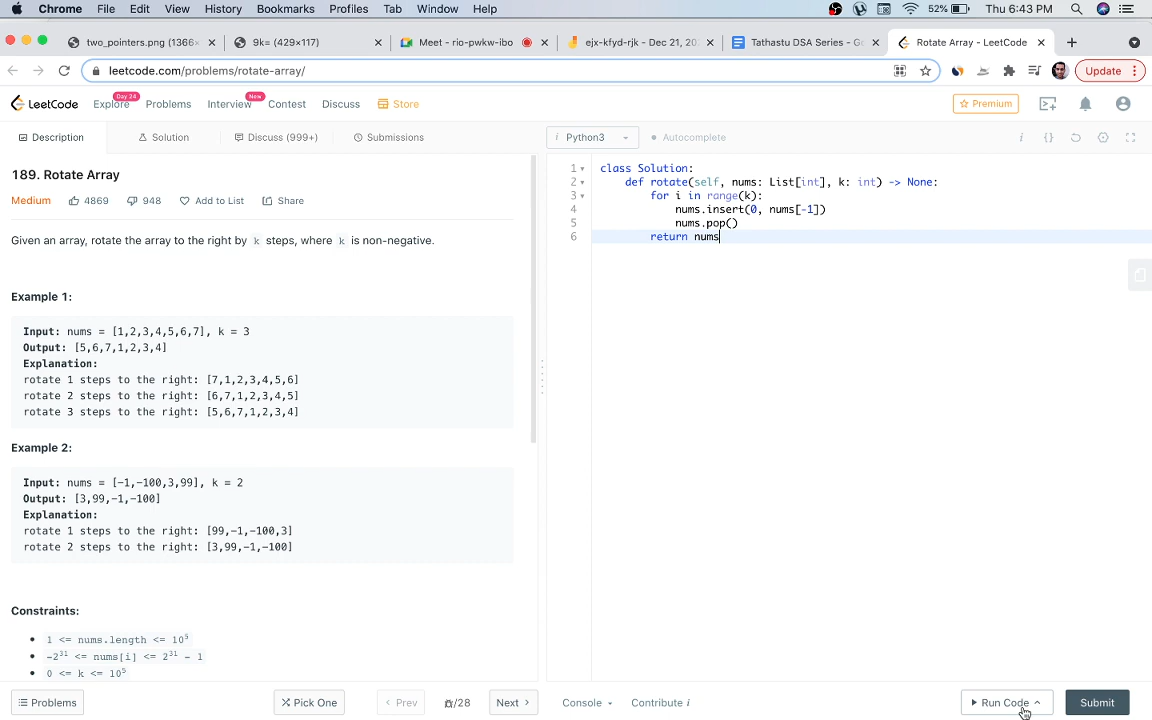 Chrome File Edit View History Bookmarks Profiles Tab Window Help 52% Thu 6:43 PM
two_pointers.png (1366× 9k= (429×117) Meet - rio-pwkw-ibo ejx-kfyd-rjk - Dec 21, 20 Tathastu DSA Series - Go Rotate Array - LeetCode
leetcode.com/problems/rotate-array/ Update
LeetCode Explore Day 24 Problems Interview New Contest Discuss Store Premium
Description Solution Discuss (999+) Submissions i Python3 Autocomplete i {}
189. Rotate Array
Medium 4869 948 Add to List Share
Given an array, rotate the array to the right by k steps, where k is non-negative.
Example 1:
Input: nums = [1,2,3,4,5,6,7], k = 3
Output: [5,6,7,1,2,3,4]
Explanation:
rotate 1 steps to the right: [7,1,2,3,4,5,6]
rotate 2 steps to the right: [6,7,1,2,3,4,5]
rotate 3 steps to the right: [5,6,7,1,2,3,4]
Example 2:
Input: nums = [-1,-100,3,99], k = 2
Output: [3,99,-1,-100]
Explanation:
rotate 1 steps to the right: [99,-1,-100,3]
rotate 2 steps to the right: [3,99,-1,-100]
Constraints:
1 <= nums.length <= 10⁵
-2³¹ <= nums[i] <= 2³¹ - 1
0 <= k <= 10⁵
1 class Solution:
2 def rotate(self, nums: List[int], k: int) -> None:
3 for i in range(k):
4 nums.insert(0, nums[-1])
5 nums.pop()
6 return nums
Problems Pick One < Prev /28 Next > Console Contribute i Run Code Submit